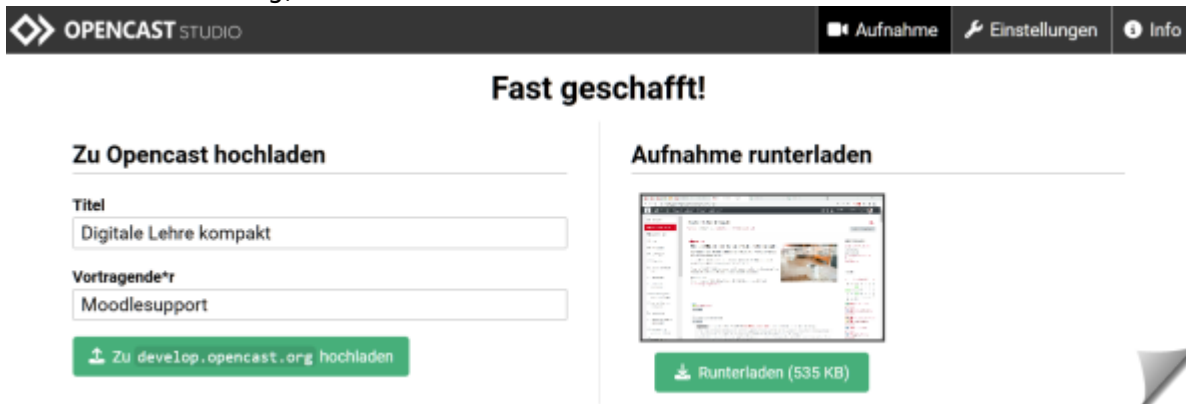 OPENCAST STUDIO
Aufnahme
Einstellungen
Info
Fast geschafft!
Zu Opencast hochladen
Titel
Digitale Lehre kompakt
Vortragende*r
Moodlesupport
Zu develop.opencast.org hochladen
Aufnahme runterladen
Runterladen (535 KB)